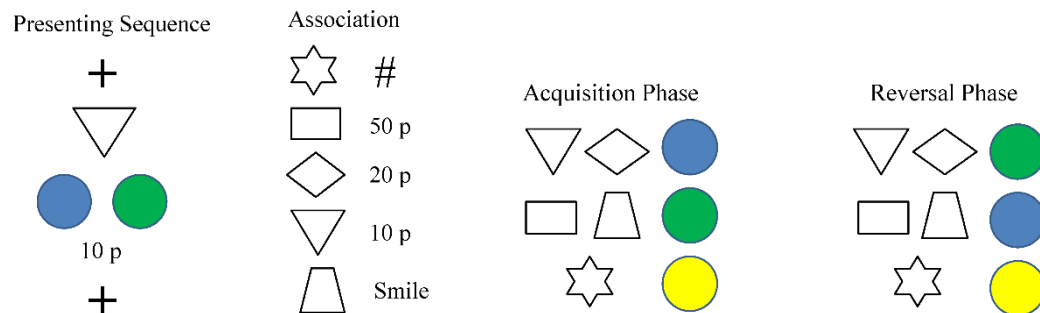 Presenting Sequence
+
10 p
+
Association
#
50 p
20 p
10 p
Smile
Acquisition Phase
Reversal Phase